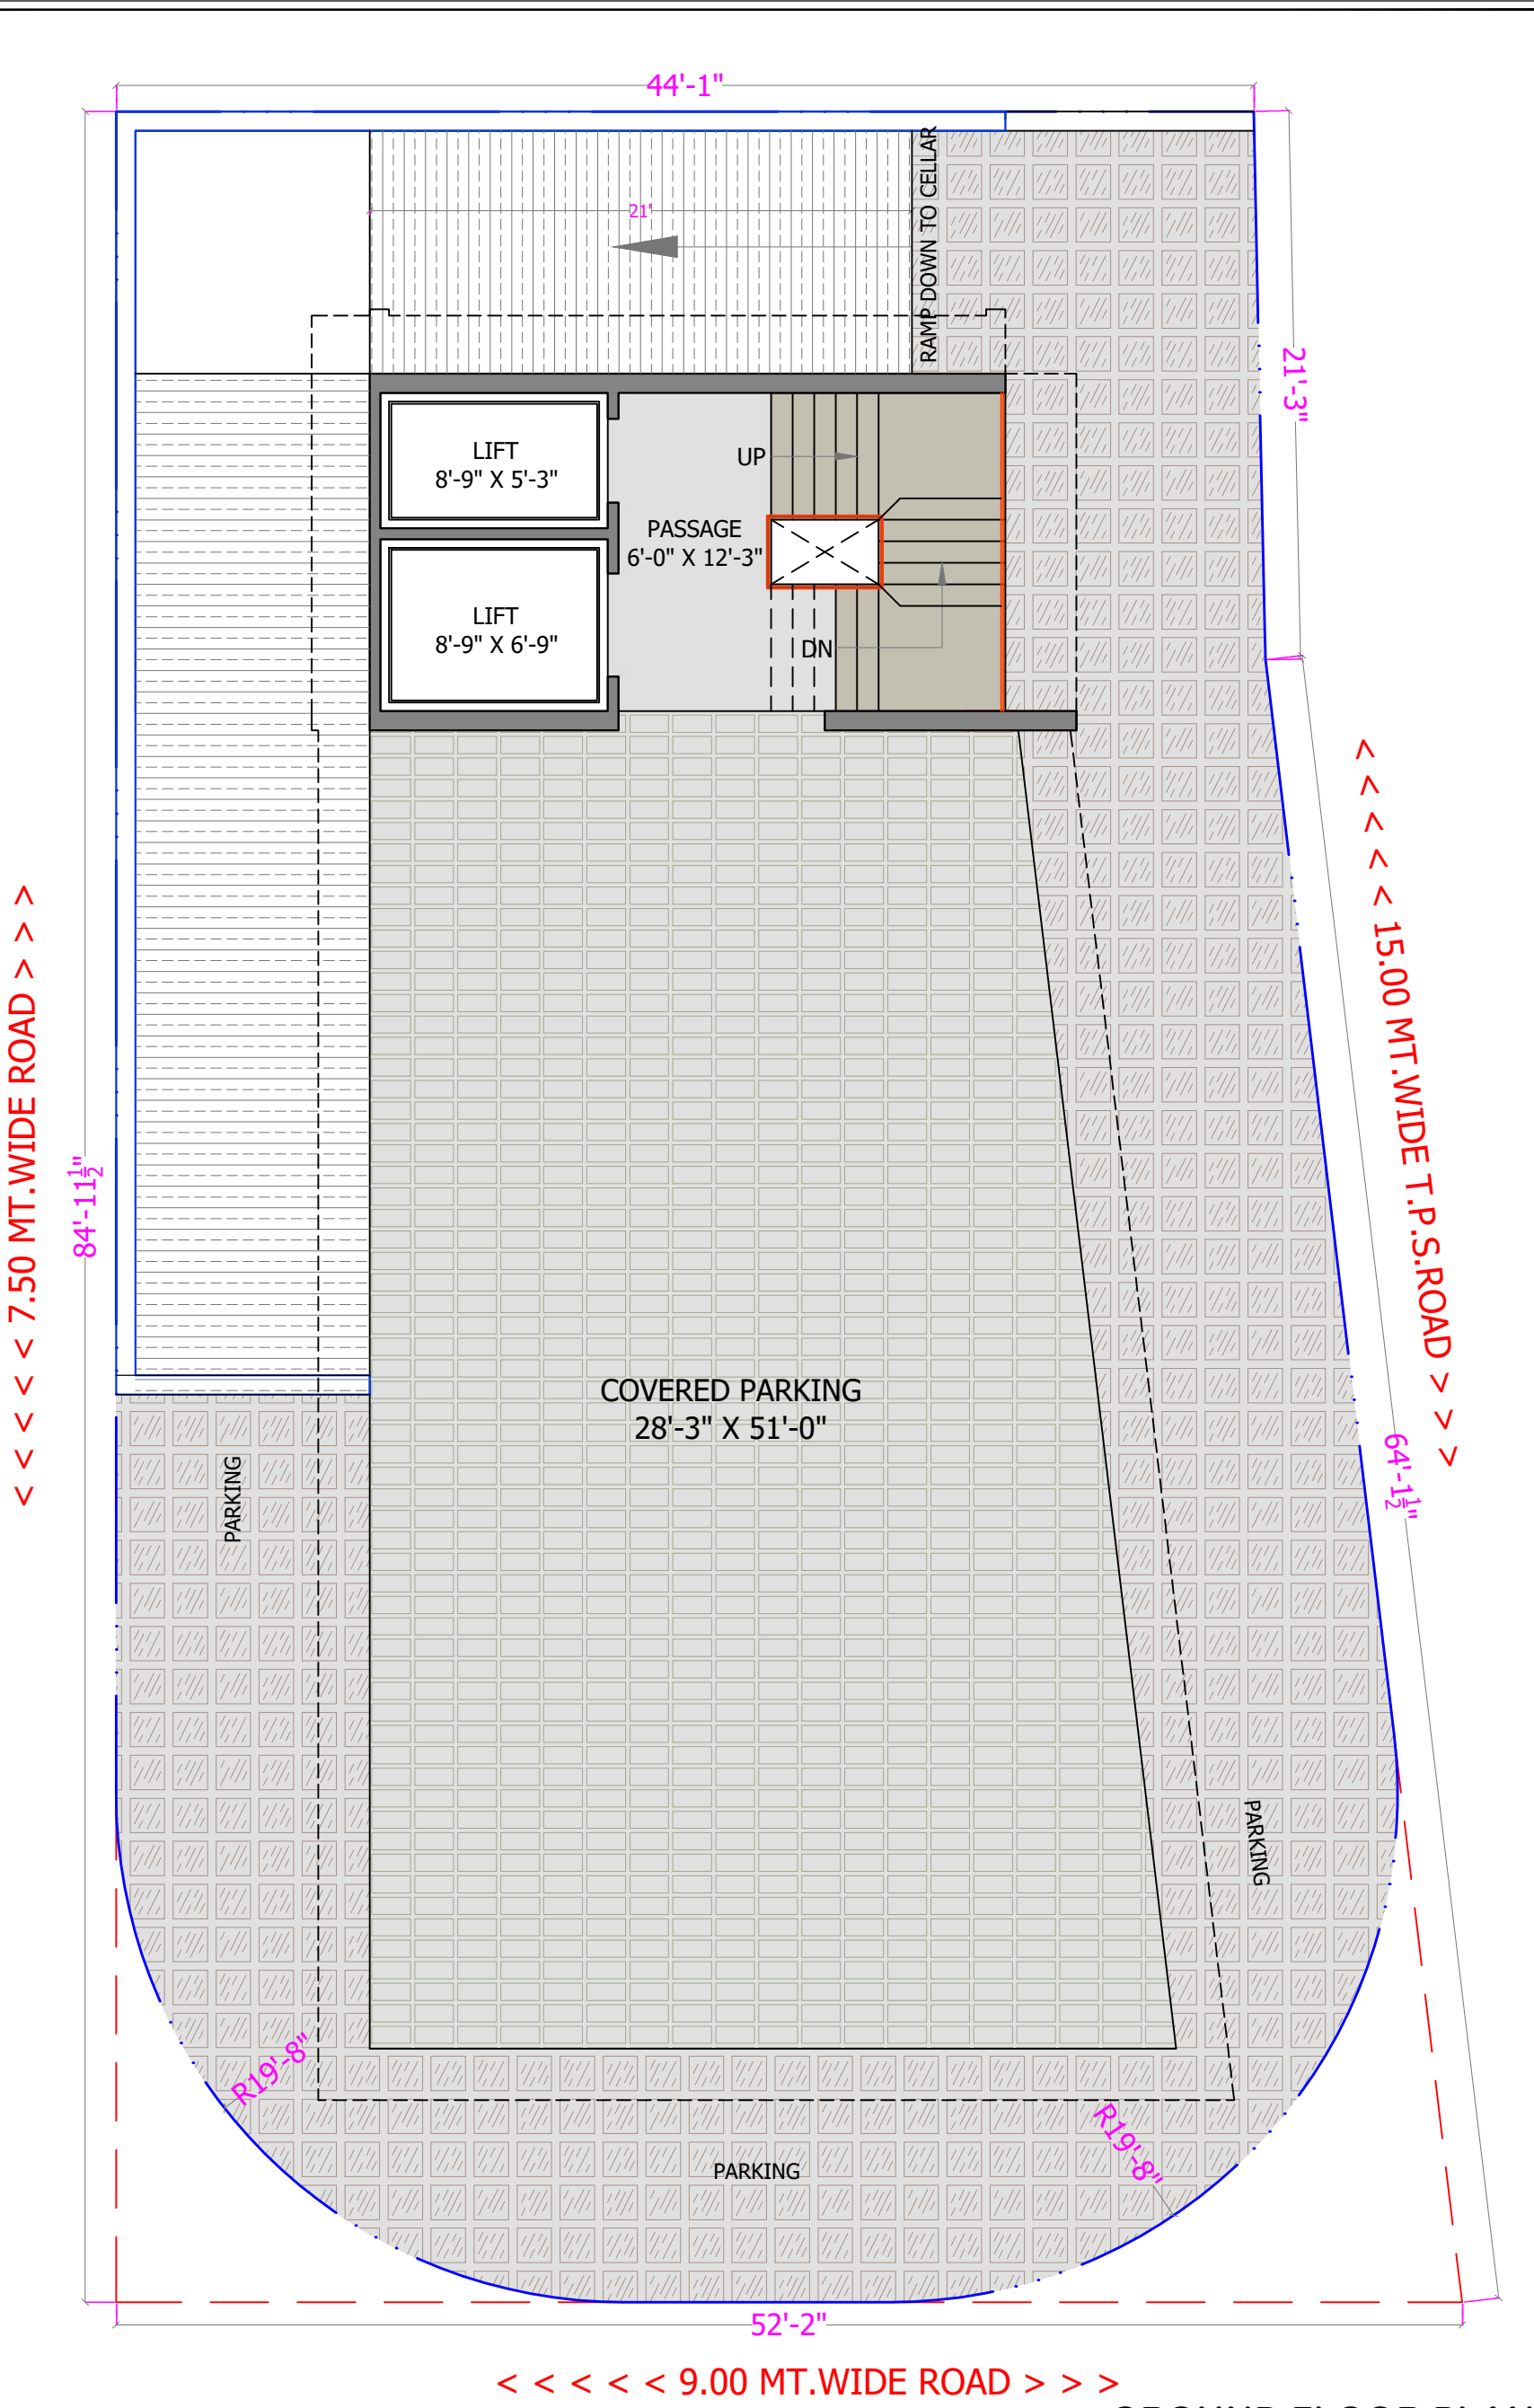 44'-1"
RAMP DOWN TO CELLAR
21'
21'-3"
LIFT
8'-9" X 5'-3"
UP
PASSAGE
6'-0" X 12'-3"
LIFT
8'-9" X 6'-9"
DN
< < < < < 7.50 MT.WIDE ROAD > > > >
84'-11½"
< < < < < 15.00 MT.WIDE T.P.S.ROAD > > >
COVERED PARKING
28'-3" X 51'-0"
64'-1½"
PARKING
PARKING
R19'-8"
R19'-8"
PARKING
52'-2"
< < < < < 9.00 MT.WIDE ROAD > > >